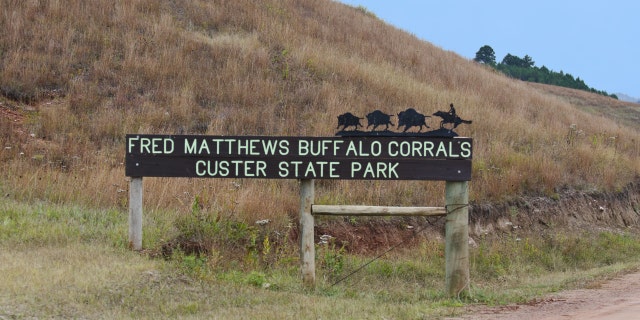 FRED MATTHEWS BUFFALO CORRALS
CUSTER STATE PARK